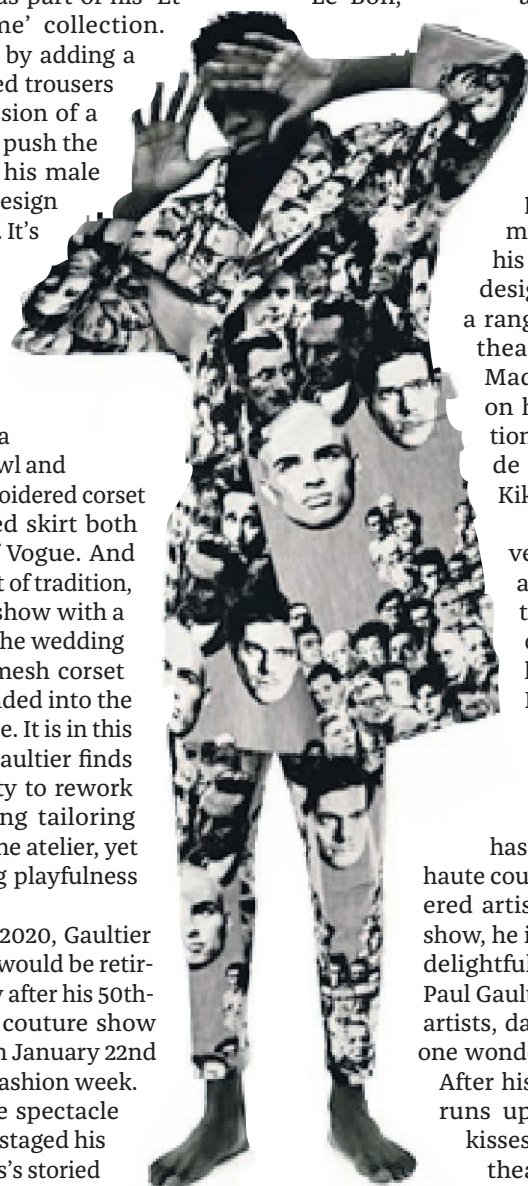 as part of his ‘Et
me’ collection.
by adding a
ed trousers
ssion of a
push the
his male
esign
. It’s
a
wl and
oidered corset
ed skirt both
f Vogue. And
t of tradition,
show with a
he wedding
mesh corset
nded into the
e. It is in this
aultier finds
ty to rework
ng tailoring
he atelier, yet
g playfulness
2020, Gaultier
would be retir-
y after his 50th-
couture show
n January 22nd
ashion week.
e spectacle
staged his
s’s storied
Le Bon,
m
his
desig
a rang
thea
Mac
on h
tion
de
Kik
ve
a
t
has
haute cou
ered artis
show, he i
delightful
Paul Gault
artists, da
one wond
After his
runs up
kisses
thea